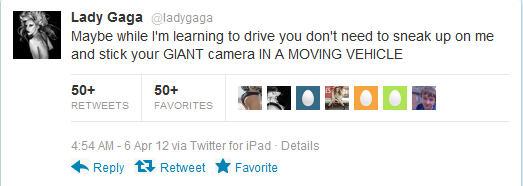 Lady Gaga @ladygaga
Maybe while I'm learning to drive you don't need to sneak up on me
and stick your GIANT camera IN A MOVING VEHICLE
50+ 50+
RETWEETS FAVORITES
4:54 AM - 6 Apr 12 via Twitter for iPad · Details
Reply Retweet Favorite